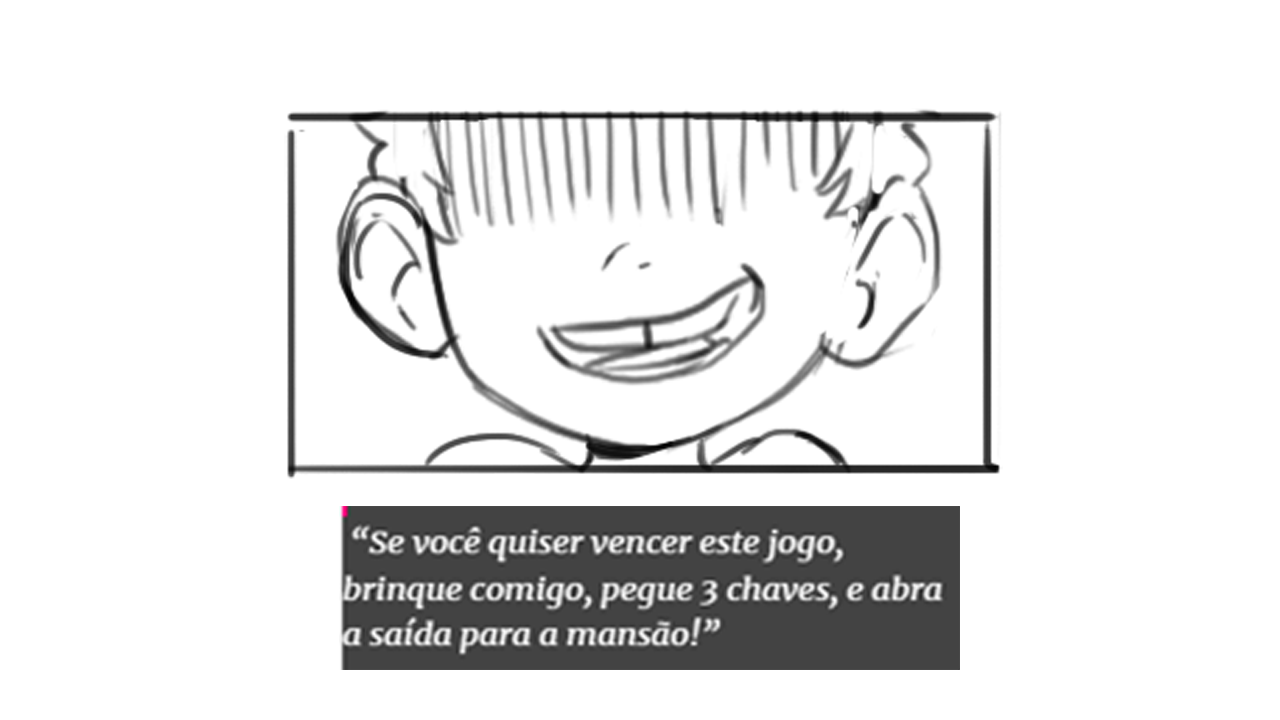 “Se você quiser vencer este jogo,
brinque comigo, pegue 3 chaves, e abra
a saída para a mansão!”